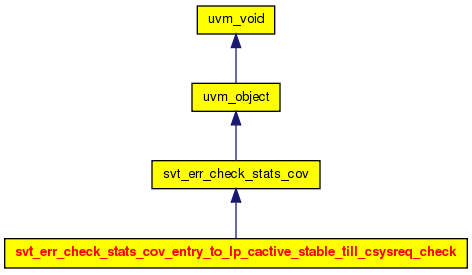 uvm_void
uvm_object
svt_err_check_stats_cov
svt_err_check_stats_cov_entry_to_lp_cactive_stable_till_csysreq_check